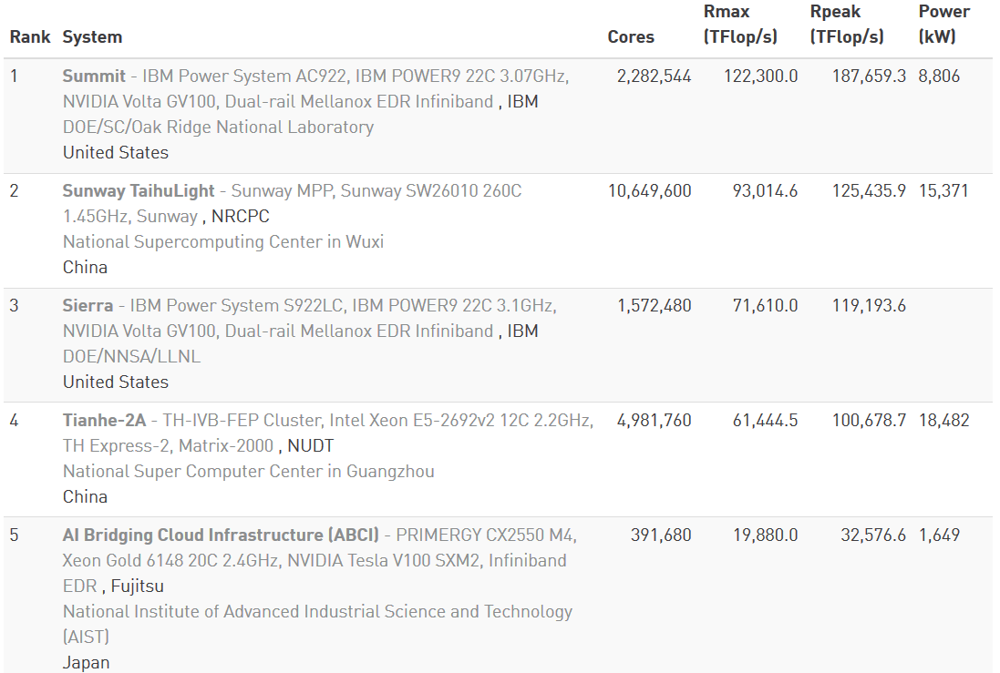 Rank System Cores Rmax (TFlop/s) Rpeak (TFlop/s) Power (kW)
1 Summit - IBM Power System AC922, IBM POWER9 22C 3.07GHz, 2,282,544 122,300.0 187,659.3 8,806
NVIDIA Volta GV100, Dual-rail Mellanox EDR Infiniband , IBM
DOE/SC/Oak Ridge National Laboratory
United States
2 Sunway TaihuLight - Sunway MPP, Sunway SW26010 260C 10,649,600 93,014.6 125,435.9 15,371
1.45GHz, Sunway , NRCPC
National Supercomputing Center in Wuxi
China
3 Sierra - IBM Power System S922LC, IBM POWER9 22C 3.1GHz, 1,572,480 71,610.0 119,193.6
NVIDIA Volta GV100, Dual-rail Mellanox EDR Infiniband , IBM
DOE/NNSA/LLNL
United States
4 Tianhe-2A - TH-IVB-FEP Cluster, Intel Xeon E5-2692v2 12C 2.2GHz, 4,981,760 61,444.5 100,678.7 18,482
TH Express-2, Matrix-2000 , NUDT
National Super Computer Center in Guangzhou
China
5 AI Bridging Cloud Infrastructure (ABCI) - PRIMERGY CX2550 M4, 391,680 19,880.0 32,576.6 1,649
Xeon Gold 6148 20C 2.4GHz, NVIDIA Tesla V100 SXM2, Infiniband
EDR , Fujitsu
National Institute of Advanced Industrial Science and Technology
(AIST)
Japan